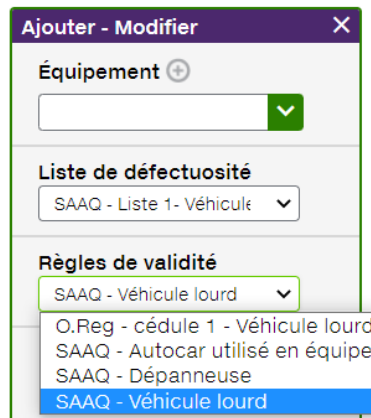 Ajouter - Modifier
Équipement
Liste de défectuosité
SAAQ - Liste 1- Véhicule
Règles de validité
SAAQ - Véhicule lourd
O.Reg - cédule 1 - Véhicule lourd
SAAQ - Autocar utilisé en équipe
SAAQ - Dépanneuse
SAAQ - Véhicule lourd